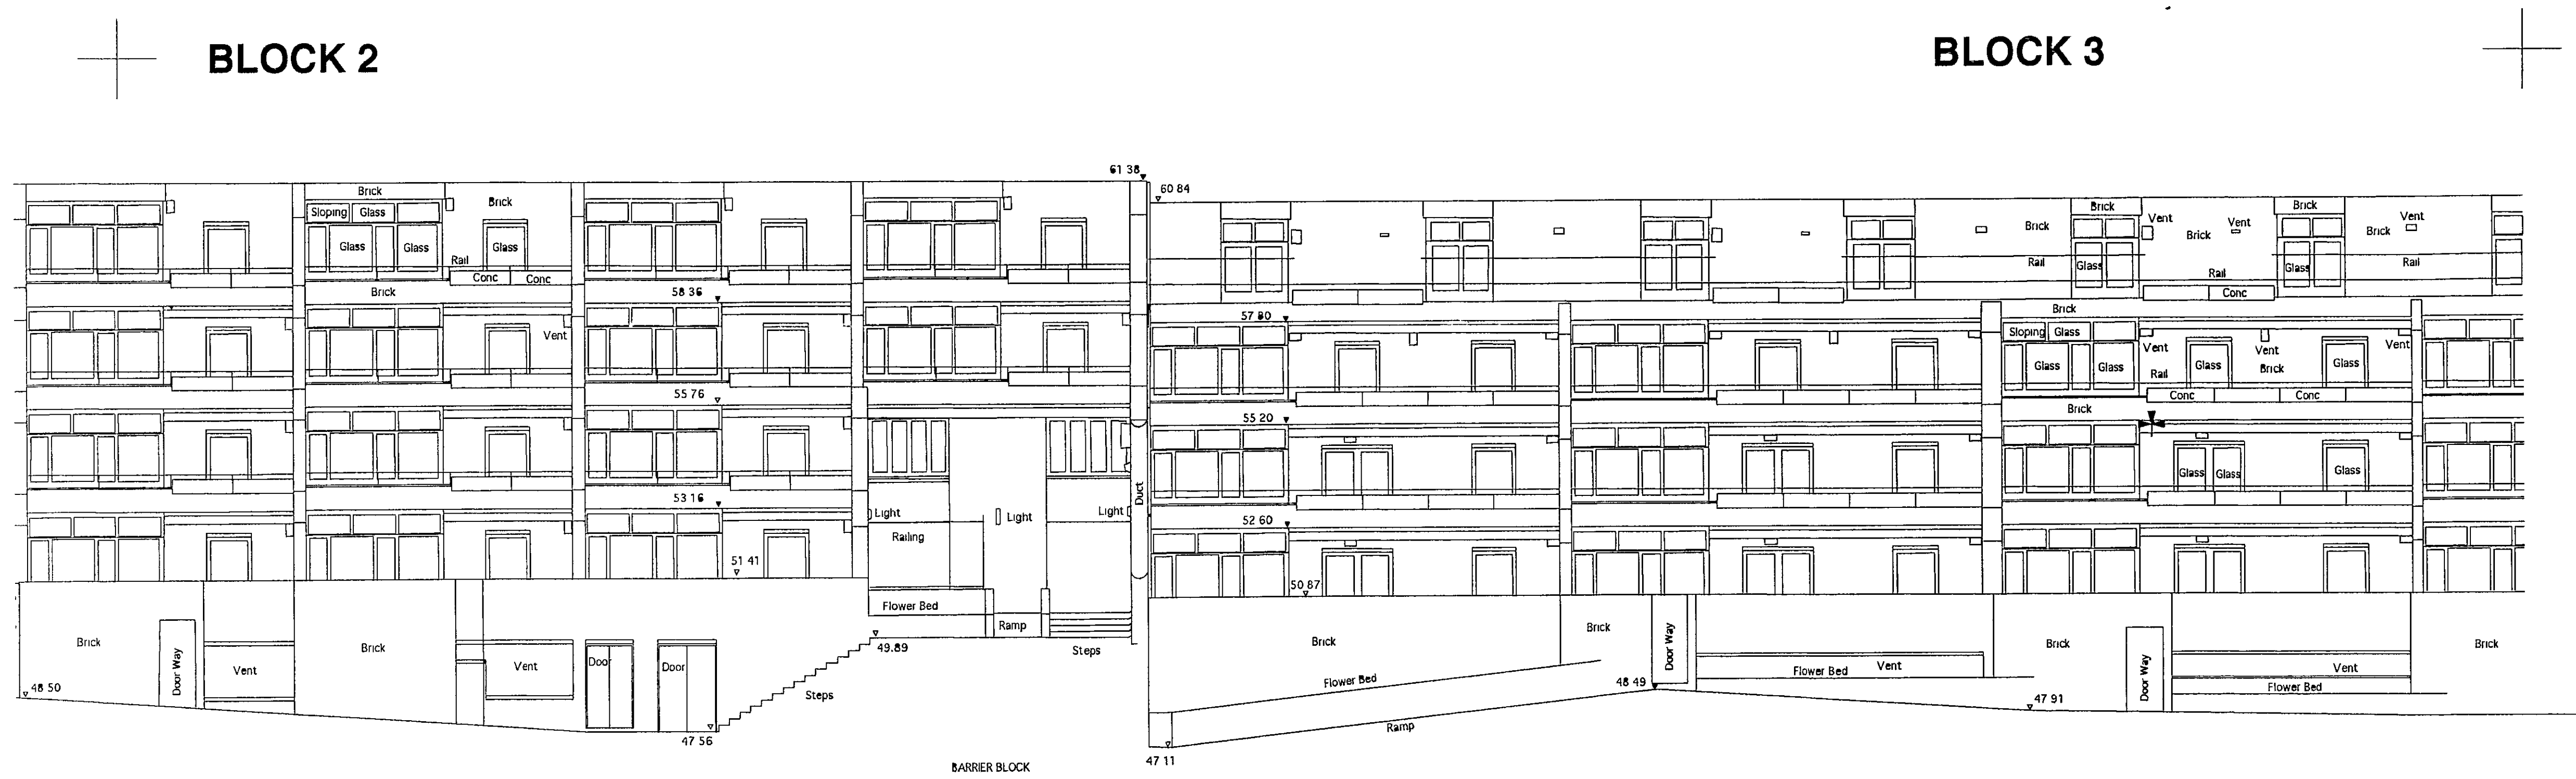 BLOCK 2
BLOCK 3
61 38
60 84
Brick
Brick
Sloping Glass
Glass
Glass
Glass
Rail
Conc
Conc
Brick
58 36
Vent
55 76
53 16
51 41
Light
Light
Light
Railing
Duct
Flower Bed
Ramp
Steps
49.89
Brick
Door Way
Vent
Brick
Vent
Door
Door
Steps
48 50
47 56
BARRIER BLOCK
47 11
Brick
Brick
Brick
Vent
Vent
Vent
Brick
Brick
Rail
Glass
Rail
Glass
Rail
Conc
57 80
Brick
Sloping Glass
Vent
Vent
Vent
Glass
Glass
Rail
Glass
Brick
Glass
Conc
Conc
55 20
Brick
Glass
Glass
Glass
52 60
50 87
Brick
Brick
Door Way
Brick
Brick
Flower Bed
Flower Bed
Vent
Door Way
Vent
Flower Bed
48 49
47 91
Ramp